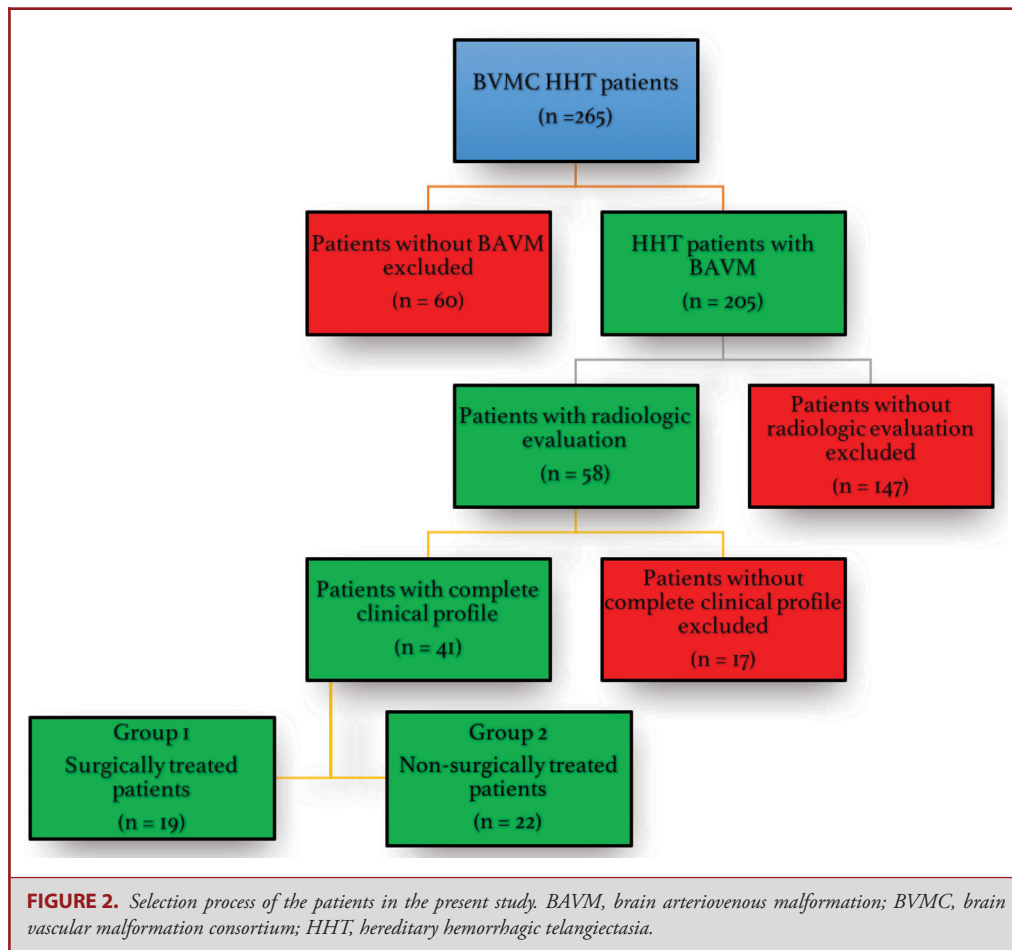 BVMC HHT patients
(n =265)
Patients without BAVM
excluded
(n = 60)
HHT patients with
BAVM
(n = 205)
Patients with radiologic
evaluation
(n = 58)
Patients without
radiologic evaluation
excluded
(n = 147)
Patients with complete
clinical profile
(n = 41)
Patients without
complete clinical profile
excluded
(n = 17)
Group 1
Surgically treated
patients
(n = 19)
Group 2
Non-surgically treated
patients
(n = 22)
FIGURE 2. Selection process of the patients in the present study. BAVM, brain arteriovenous malformation; BVMC, brain
vascular malformation consortium; HHT, hereditary hemorrhagic telangiectasia.